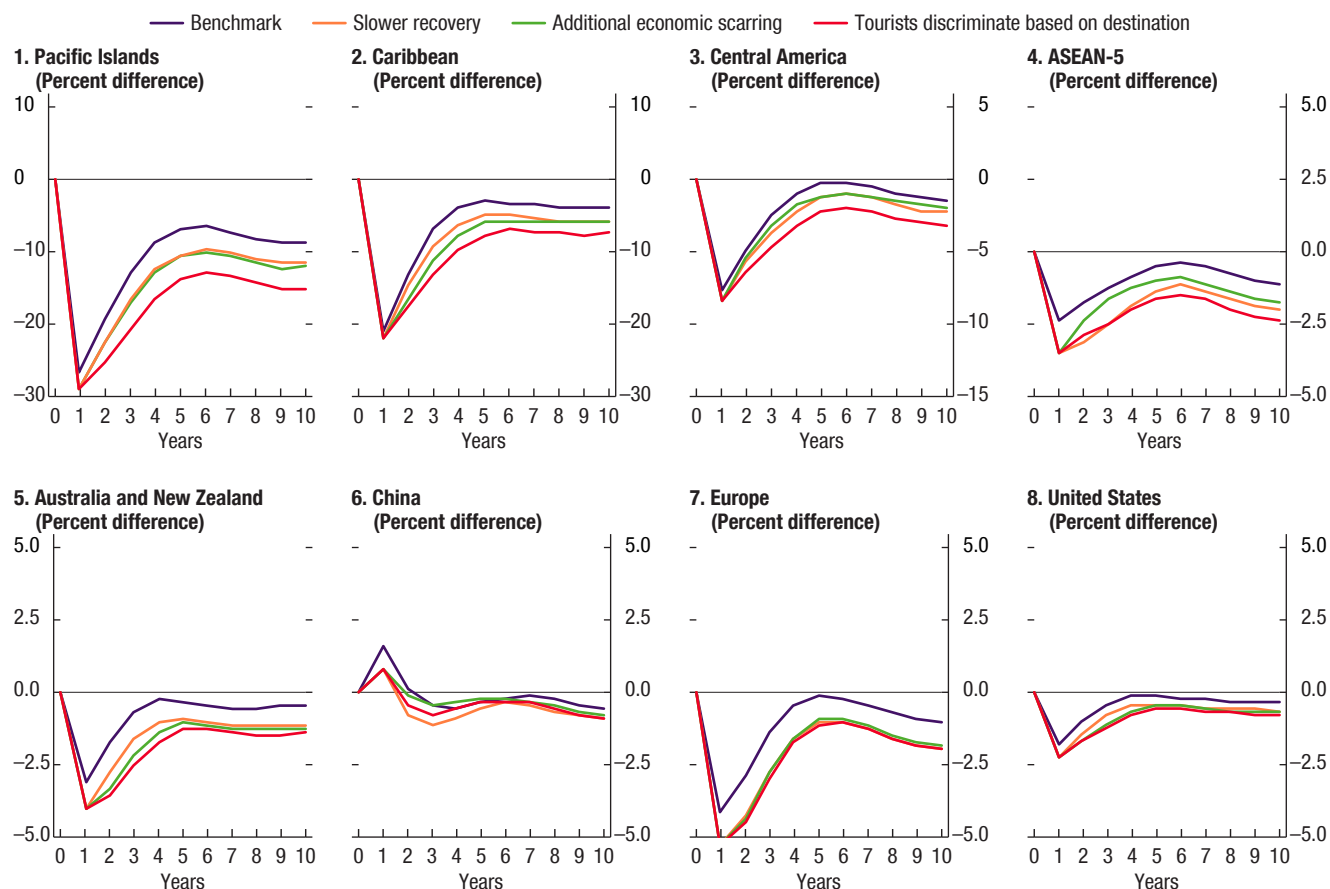 Benchmark Slower recovery Additional economic scarring Tourists discriminate based on destination
1. Pacific Islands
(Percent difference)
10
0
–10
–20
–30
0 1 2 3 4 5 6 7 8 9 10
Years
2. Caribbean
(Percent difference)
10
0
–10
–20
–30
0 1 2 3 4 5 6 7 8 9 10
Years
3. Central America
(Percent difference)
5
0
–5
–10
–15
0 1 2 3 4 5 6 7 8 9 10
Years
4. ASEAN-5
(Percent difference)
5.0
2.5
0.0
–2.5
–5.0
0 1 2 3 4 5 6 7 8 9 10
Years
5. Australia and New Zealand
(Percent difference)
5.0
2.5
0.0
–2.5
–5.0
0 1 2 3 4 5 6 7 8 9 10
Years
6. China
(Percent difference)
5.0
2.5
0.0
–2.5
–5.0
0 1 2 3 4 5 6 7 8 9 10
Years
7. Europe
(Percent difference)
5.0
2.5
0.0
–2.5
–5.0
0 1 2 3 4 5 6 7 8 9 10
Years
8. United States
(Percent difference)
5.0
2.5
0.0
–2.5
–5.0
0 1 2 3 4 5 6 7 8 9 10
Years